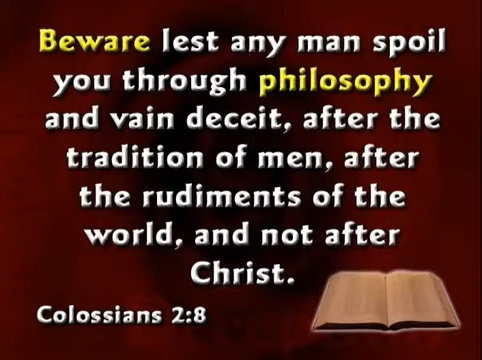 Beware lest any man spoil
you through philosophy
and vain deceit, after the
tradition of men, after
the rudiments of the
world, and not after
Christ.
Colossians 2:8